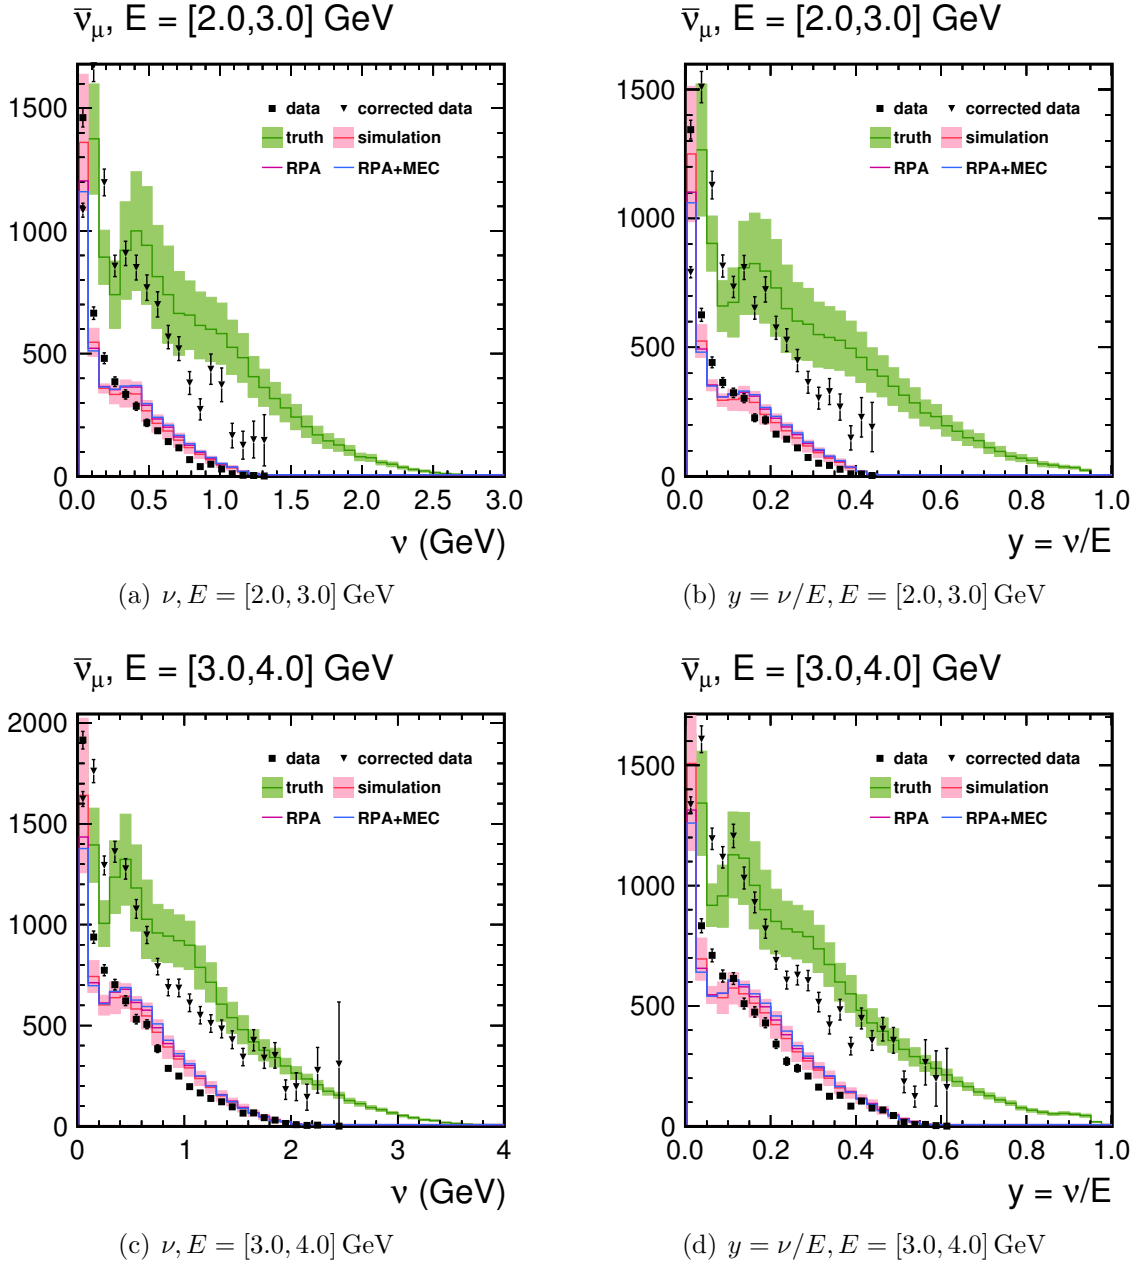 ν̅μ, E = [2.0,3.0] GeV
1500
1000
500
0
data
corrected data
truth
simulation
RPA
RPA+MEC
0.0 0.5 1.0 1.5 2.0 2.5 3.0
ν (GeV)
(a) ν, E = [2.0, 3.0] GeV
ν̅μ, E = [2.0,3.0] GeV
1500
1000
500
0
data
corrected data
truth
simulation
RPA
RPA+MEC
0.0 0.2 0.4 0.6 0.8 1.0
y = ν/E
(b) y = ν/E, E = [2.0, 3.0] GeV
ν̅μ, E = [3.0,4.0] GeV
2000
1500
1000
500
0
data
corrected data
truth
simulation
RPA
RPA+MEC
0 1 2 3 4
ν (GeV)
(c) ν, E = [3.0, 4.0] GeV
ν̅μ, E = [3.0,4.0] GeV
1500
1000
500
0
data
corrected data
truth
simulation
RPA
RPA+MEC
0.0 0.2 0.4 0.6 0.8 1.0
y = ν/E
(d) y = ν/E, E = [3.0, 4.0] GeV